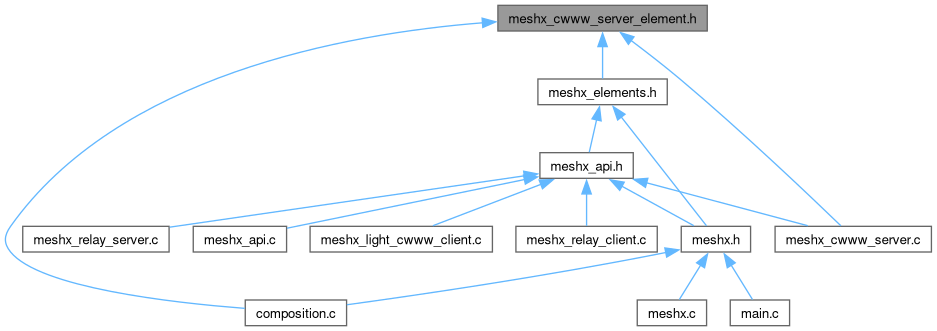 meshx_cwww_server_element.h
meshx_elements.h
meshx_api.h
meshx_relay_server.c
meshx_api.c
meshx_light_cwww_client.c
meshx_relay_client.c
meshx.h
meshx_cwww_server.c
composition.c
meshx.c
main.c